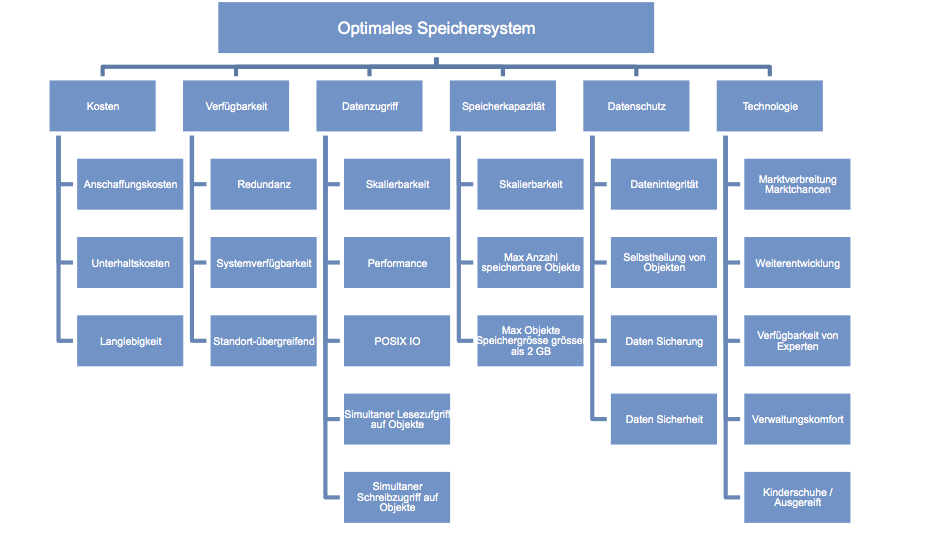 Optimales Speichersystem
Kosten
Anschaffungskosten
Unterhaltskosten
Langlebigkeit
Verfügbarkeit
Redundanz
Systemverfügbarkeit
Standort-übergreifend
Datenzugriff
Skalierbarkeit
Performance
POSIX IO
Simultaner Lesezufgriff
auf Objekte
Simultaner
Schreibzugriff auf
Objekte
Speicherkapazität
Skalierbarkeit
Max Anzahl
speicherbare Objekte
Max Objekte
Speichergrösse grösser
als 2 GB
Datenschutz
Datenintegrität
Selbstheilung von
Objekten
Daten Sicherung
Daten Sicherheit
Technologie
Marktverbreitung
Marktchancen
Weiterentwicklung
Verfügbarkeit von
Experten
Verwaltungskomfort
Kinderschuhe /
Ausgereift